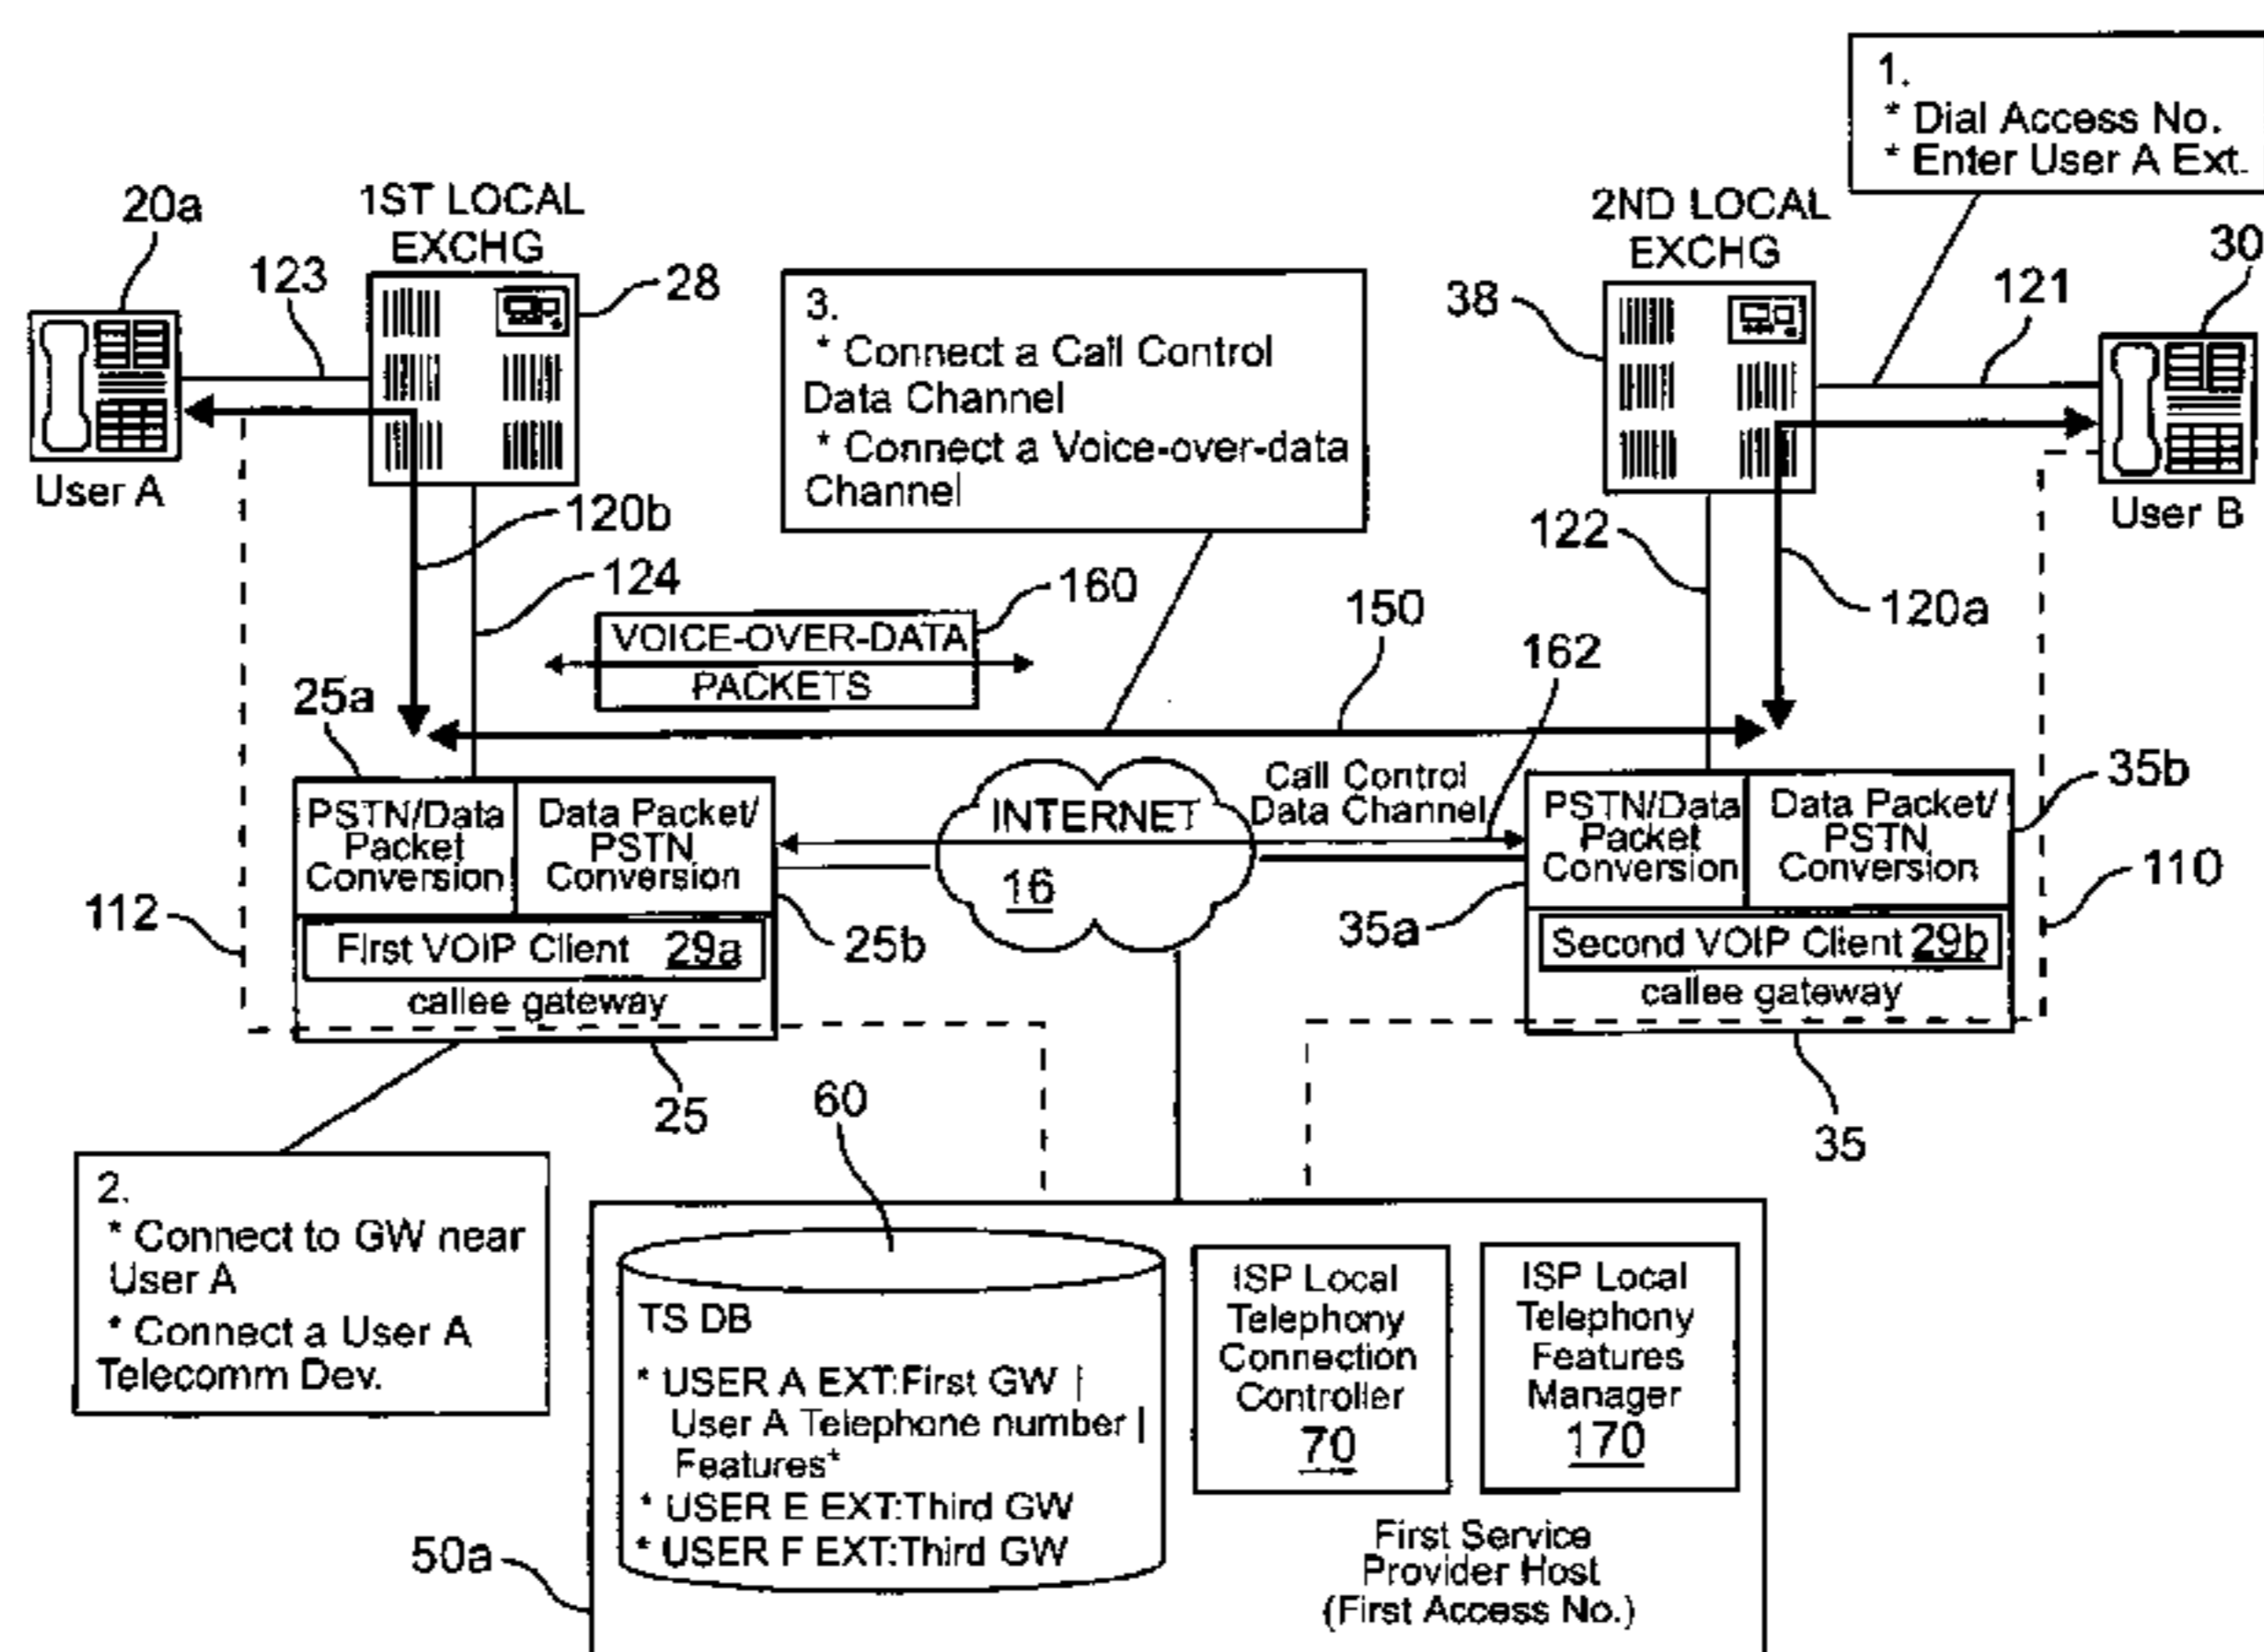 1.
* Dial Access No.
* Enter User A Ext.
20a
1ST LOCAL
EXCHG
123
28
User A
2ND LOCAL
EXCHG
38
121
30
User B
3.
* Connect a Call Control
Data Channel
* Connect a Voice-over-data
Channel
120b
124
160
VOICE-OVER-DATA
PACKETS
150
162
122
120a
25a
PSTN/Data
Packet
Conversion
Data Packet/
PSTN
Conversion
First VOIP Client 29a
callee gateway
112
25b
25
INTERNET
16
Call Control
Data Channel
PSTN/Data
Packet
Conversion
Data Packet/
PSTN
Conversion
35b
35a
Second VOIP Client 29b
callee gateway
110
35
2.
* Connect to GW near
User A
* Connect a User A
Telecomm Dev.
60
TS DB
* USER A EXT:First GW |
User A Telephone number |
Features*
* USER E EXT:Third GW
* USER F EXT:Third GW
ISP Local
Telephony
Connection
Controller
70
ISP Local
Telephony
Features
Manager
170
50a
First Service
Provider Host
(First Access No.)